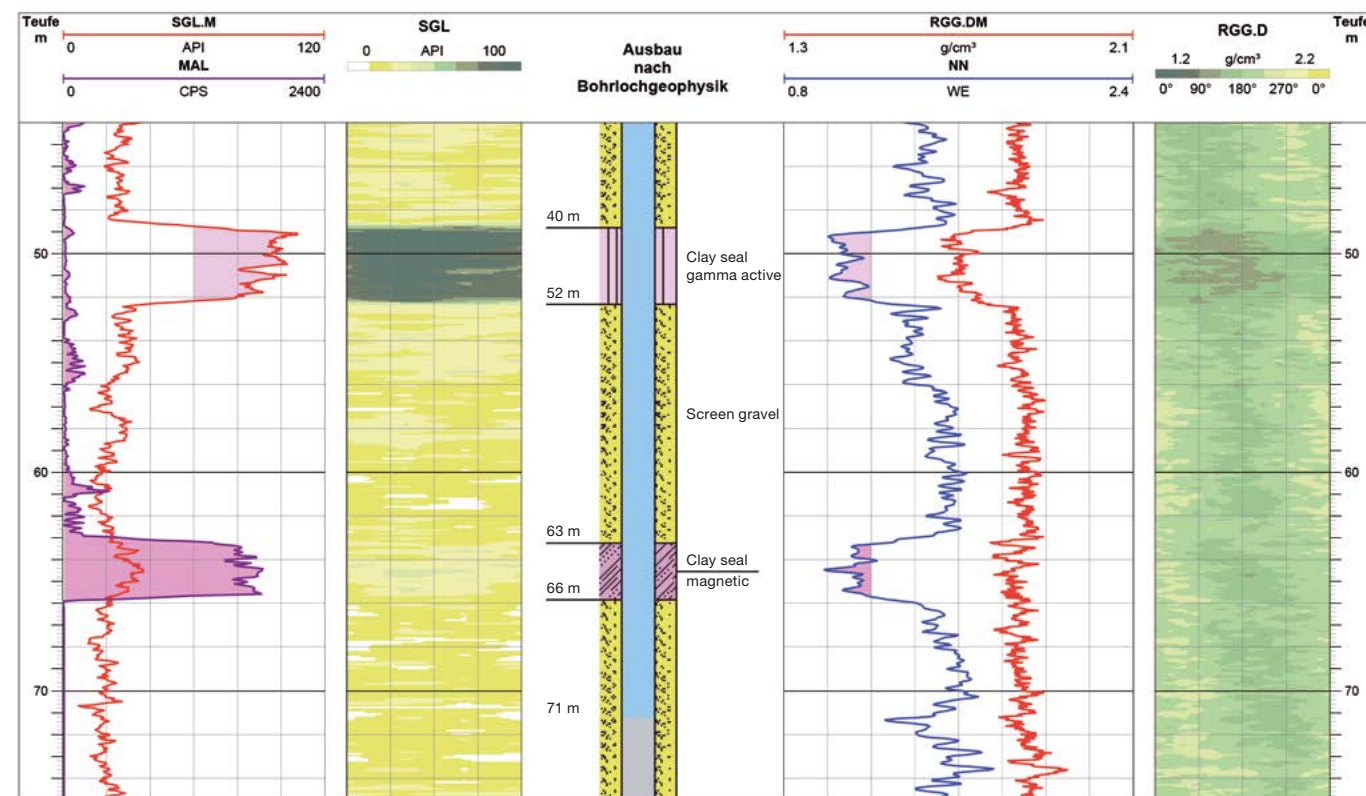 Teufe
m
SGL.M
0 API 120
MAL
0 CPS 2400
SGL
0 API 100
Ausbau
nach
Bohrlochgeophysik
RGG.DM
1.3 g/cm³ 2.1
NN
0.8 WE 2.4
RGG.D
1.2 g/cm³ 2.2
0° 90° 180° 270° 0°
Teufe
m
40 m
50
Clay seal
gamma active
50
52 m
Screen gravel
60
60
63 m
Clay seal
magnetic
66 m
70
70
71 m